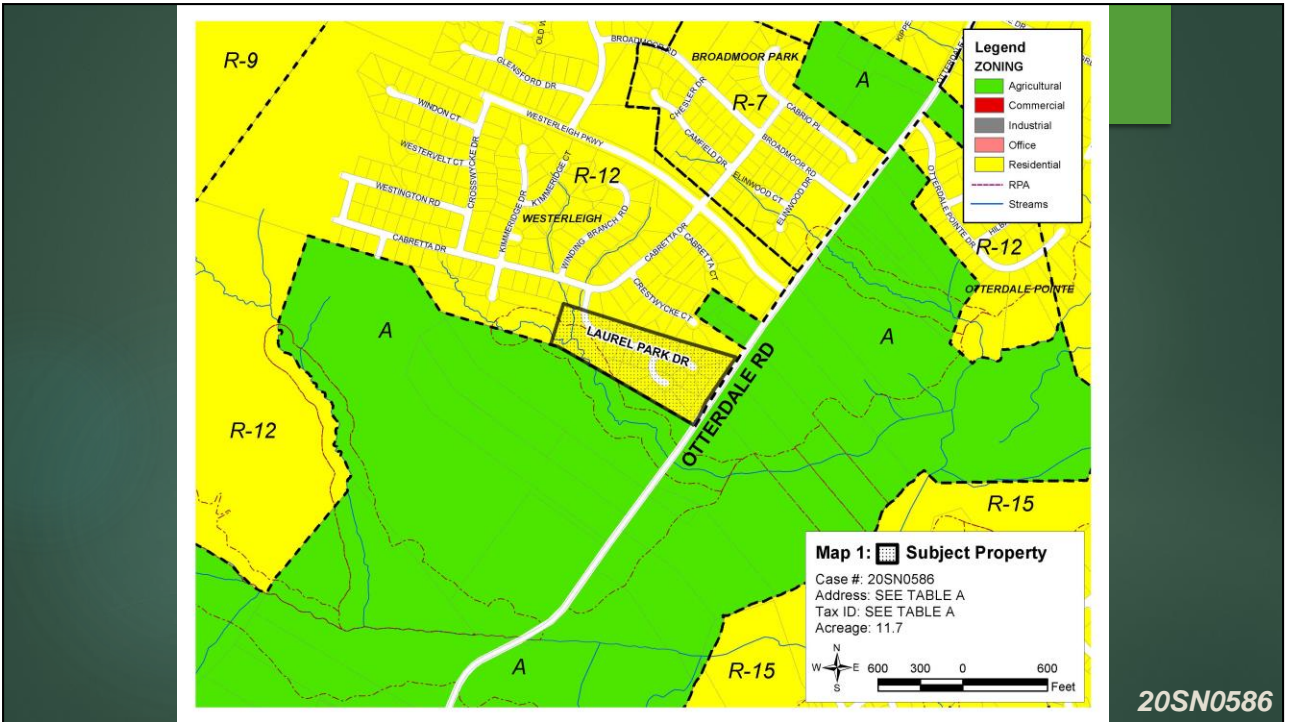 R-9
OLD W
GLENSFORD DR
BROADMOOR RD
BROADMOOR PARK
KIPPE
OTTERDALE
A
Legend
ZONING
Agricultural
Commercial
Industrial
Office
Residential
RPA
Streams
WINDON CT
WESTERLEIGH PKWY
CHESLER DR
R-7
CABRIO PL
WESTERVELT CT
CROSSWYCKE DR
CAMFIELD DR
BROADMOOR RD
WESTINGTON RD
KIMMERIDGE DR
KIMMERIDGE CT
R-12
ELINWOOD CT
ELINWOOD DR
WESTERLEIGH
WINDING BRANCH RD
CABRETTA DR
CABRETTA DR
CABRETTA CT
CRESTWYCKE CT
OTTERDALE POINTE DR
R-12
OTTERDALE POINTE
A
LAUREL PARK DR
A
OTTERDALE RD
R-12
R-15
A
R-15
Map 1: Subject Property
Case #: 20SN0586
Address: SEE TABLE A
Tax ID: SEE TABLE A
Acreage: 11.7
N
W E
S
600 300 0 600
Feet
20SN0586